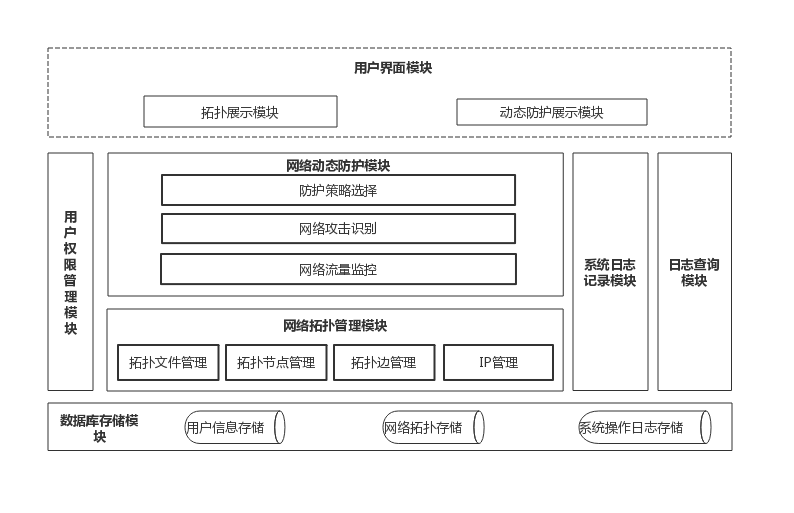 用户界面模块
拓扑展示模块
动态防护展示模块
用
户
权
限
管
理
模
块
网络动态防护模块
防护策略选择
网络攻击识别
网络流量监控
网络拓扑管理模块
拓扑文件管理
拓扑节点管理
拓扑边管理
IP管理
系统日志
记录模块
日志查询
模块
数据库存储模
块
用户信息存储
网络拓扑存储
系统操作日志存储